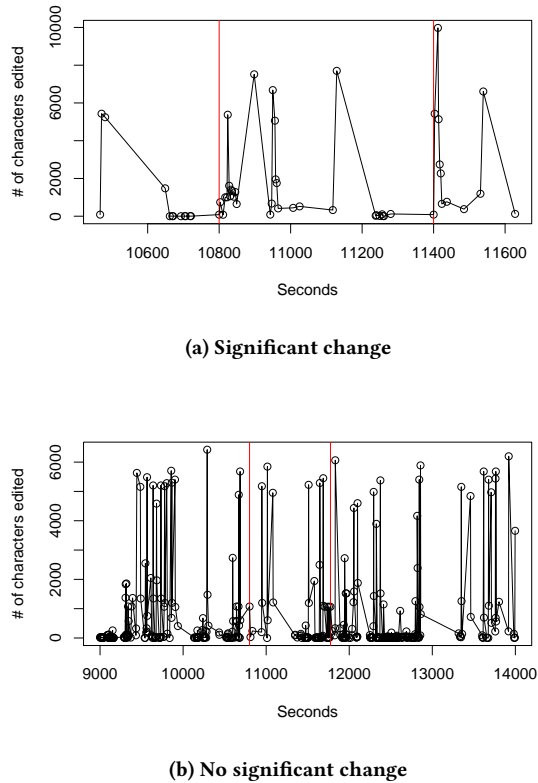 # of characters edited
10000
6000
2000
0
10600 10800 11000 11200 11400 11600
Seconds
(a) Significant change
# of characters edited
6000
4000
2000
0
9000 10000 11000 12000 13000 14000
Seconds
(b) No significant change